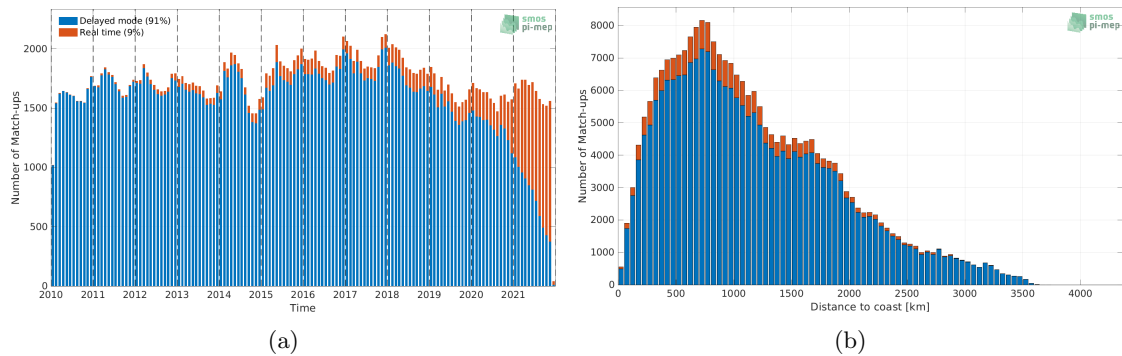 Delayed mode (91%)
Real time (9%)
smos
pi-mep
2000
1500
1000
500
0
Number of Match-ups
2010 2011 2012 2013 2014 2015 2016 2017 2018 2019 2020 2021
Time
(a)
smos
pi-mep
8000
7000
6000
5000
4000
3000
2000
1000
0
Number of Match-ups
0 500 1000 1500 2000 2500 3000 3500 4000
Distance to coast [km]
(b)